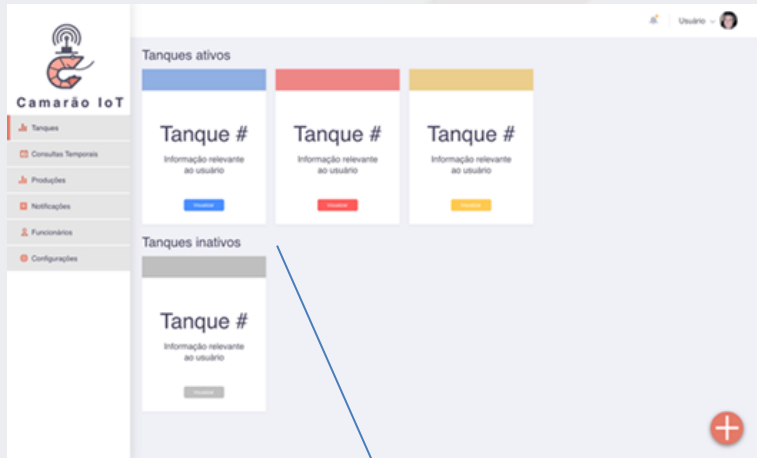 Usuário
Camarão IoT
Tanques
Consultas Temporais
Produções
Notificações
Funcionários
Configurações
Tanques ativos
Tanque #
Informação relevante
ao usuário
Visualizar
Tanque #
Informação relevante
ao usuário
Visualizar
Tanque #
Informação relevante
ao usuário
Visualizar
Tanques inativos
Tanque #
Informação relevante
ao usuário
Visualizar